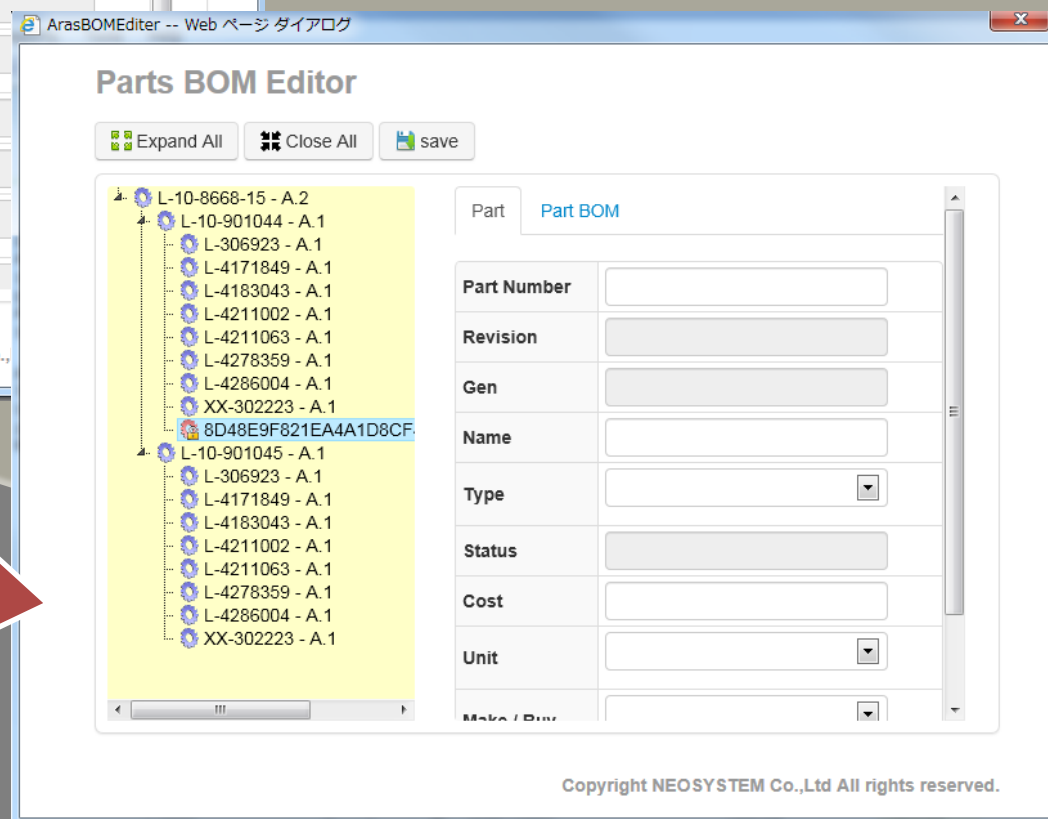 ArasBOMEditer -- Web ページ ダイアログ
Parts BOM Editor
Expand All Close All save
L-10-8668-15 - A.2
L-10-901044 - A.1
L-306923 - A.1
L-4171849 - A.1
L-4183043 - A.1
L-4211002 - A.1
L-4211063 - A.1
L-4278359 - A.1
L-4286004 - A.1
XX-302223 - A.1
8D48E9F821EA4A1D8CF
L-10-901045 - A.1
L-306923 - A.1
L-4171849 - A.1
L-4183043 - A.1
L-4211002 - A.1
L-4211063 - A.1
L-4278359 - A.1
L-4286004 - A.1
XX-302223 - A.1
Part Part BOM
Part Number
Revision
Gen
Name
Type
Status
Cost
Unit
Make / Buy
Copyright NEOSYSTEM Co.,Ltd All rights reserved.